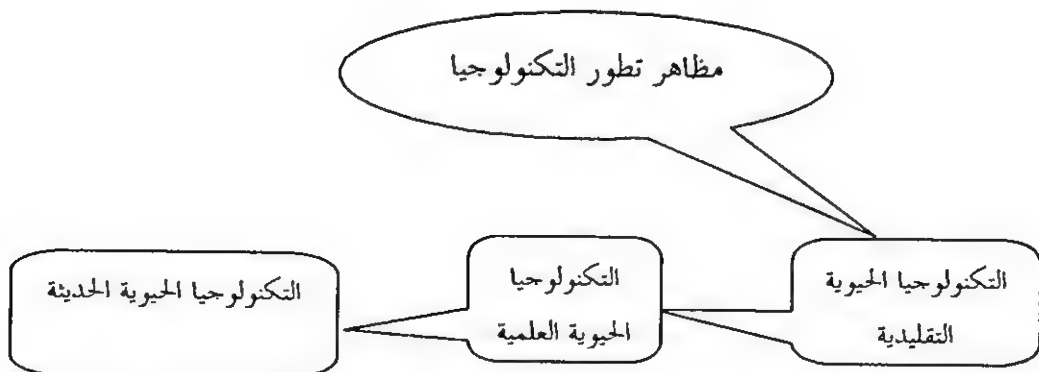 مظاهر تطور التكنولوجيا
التكنولوجيا الحيوية
التقليدية
التكنولوجيا
الحيوية العلمية
التكنولوجيا الحيوية الحديثة